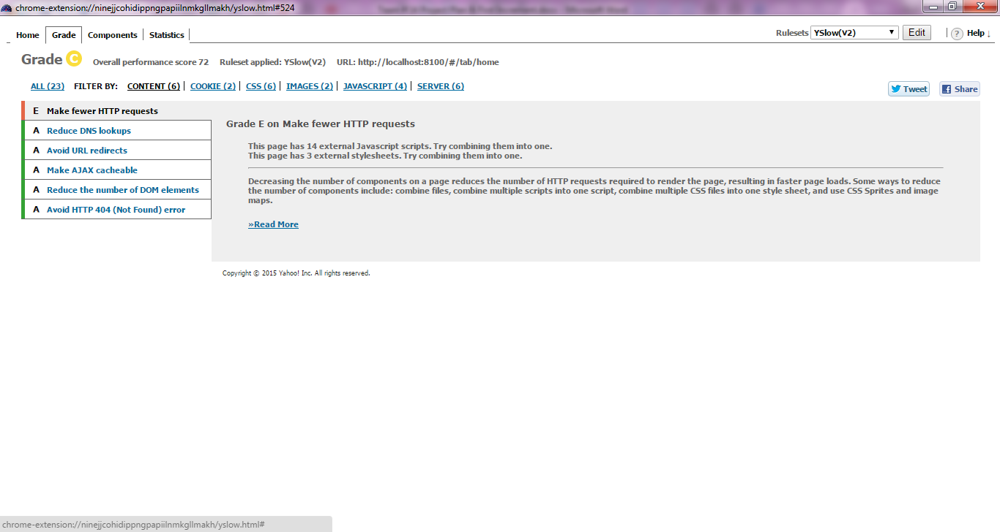 chrome-extension://ninejjcohidippngpapiilnmkgllmakh/yslow.html#524
Home Grade Components Statistics Rulesets YSlow(V2) ▼ Edit ? Help ↓
Grade C Overall performance score 72 Ruleset applied: YSlow(V2) URL: http://localhost:8100/#/tab/home
ALL (23) FILTER BY: CONTENT (6) | COOKIE (2) | CSS (6) | IMAGES (2) | JAVASCRIPT (4) | SERVER (6) Tweet Share
E Make fewer HTTP requests
A Reduce DNS lookups
A Avoid URL redirects
A Make AJAX cacheable
A Reduce the number of DOM elements
A Avoid HTTP 404 (Not Found) error
Grade E on Make fewer HTTP requests
This page has 14 external Javascript scripts. Try combining them into one.
This page has 3 external stylesheets. Try combining them into one.
Decreasing the number of components on a page reduces the number of HTTP requests required to render the page, resulting in faster page loads. Some ways to reduce
the number of components include: combine files, combine multiple scripts into one script, combine multiple CSS files into one style sheet, and use CSS Sprites and image
maps.
»Read More
Copyright © 2015 Yahoo! Inc. All rights reserved.
chrome-extension://ninejjcohidippngpapiilnmkgllmakh/yslow.html#